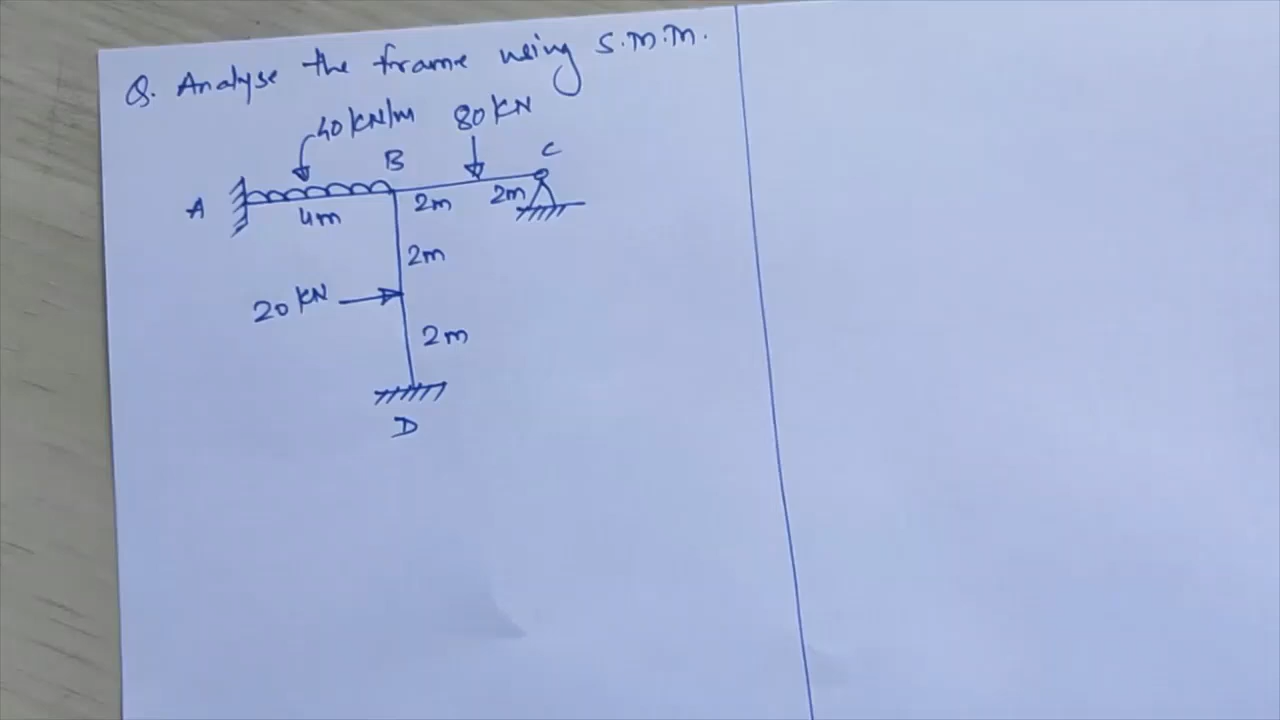 Q. Analyse the frame using S.M.M.
40 kN/m 80 kN
B C
A 4m 2m 2m
2m
20 kN
2m
D